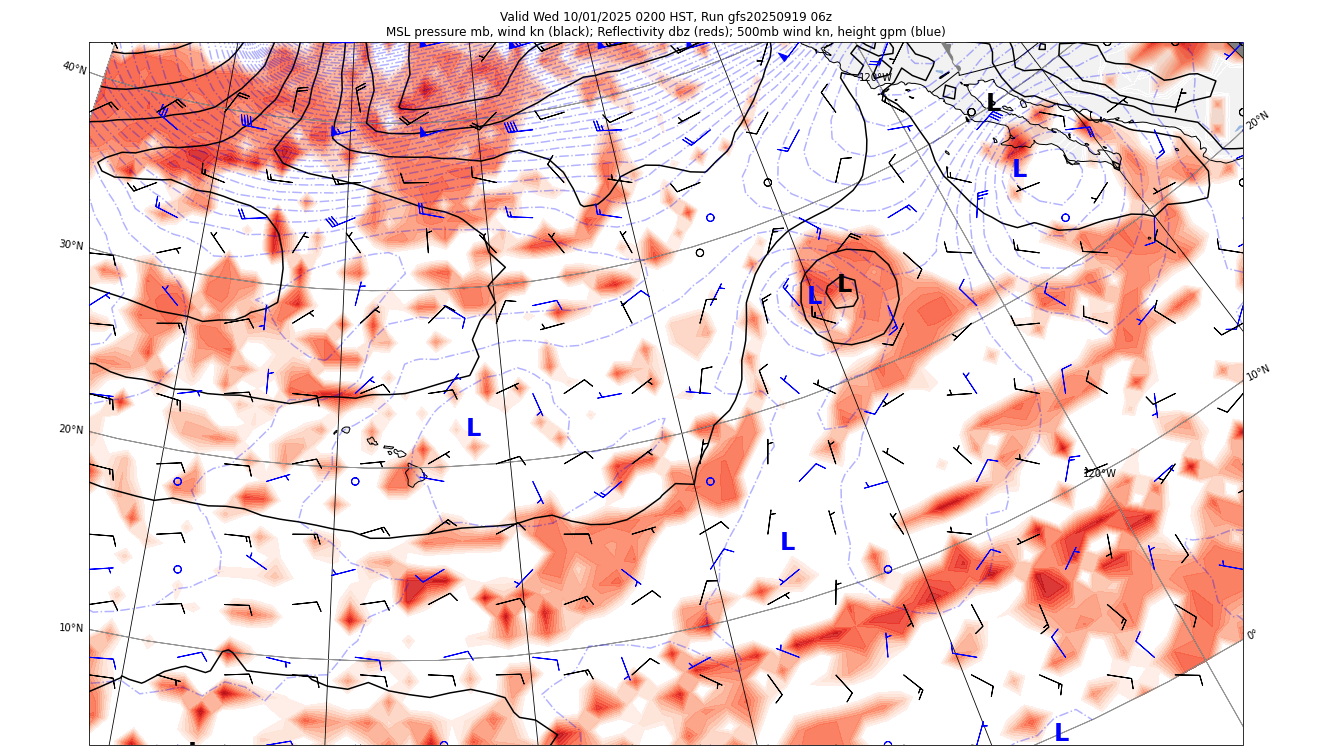 Valid Wed 10/01/2025 0200 HST, Run gfs20250919 06z
MSL pressure mb, wind kn (black); Reflectivity dbz (reds); 500mb wind kn, height gpm (blue)
40°N
120°W
L
20°N
L
30°N
L
L
10°N
20°N
L
120°W
L
10°N
0°
L